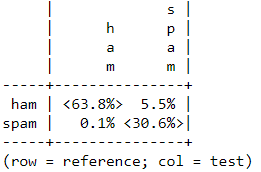 |         s |
     |   h     p |
     |   a     a |
     |   m     m |
-----+---------------+
 ham | <63.8%>  5.5% |
spam |   0.1% <30.6%>|
-----+---------------+
(row = reference; col = test)